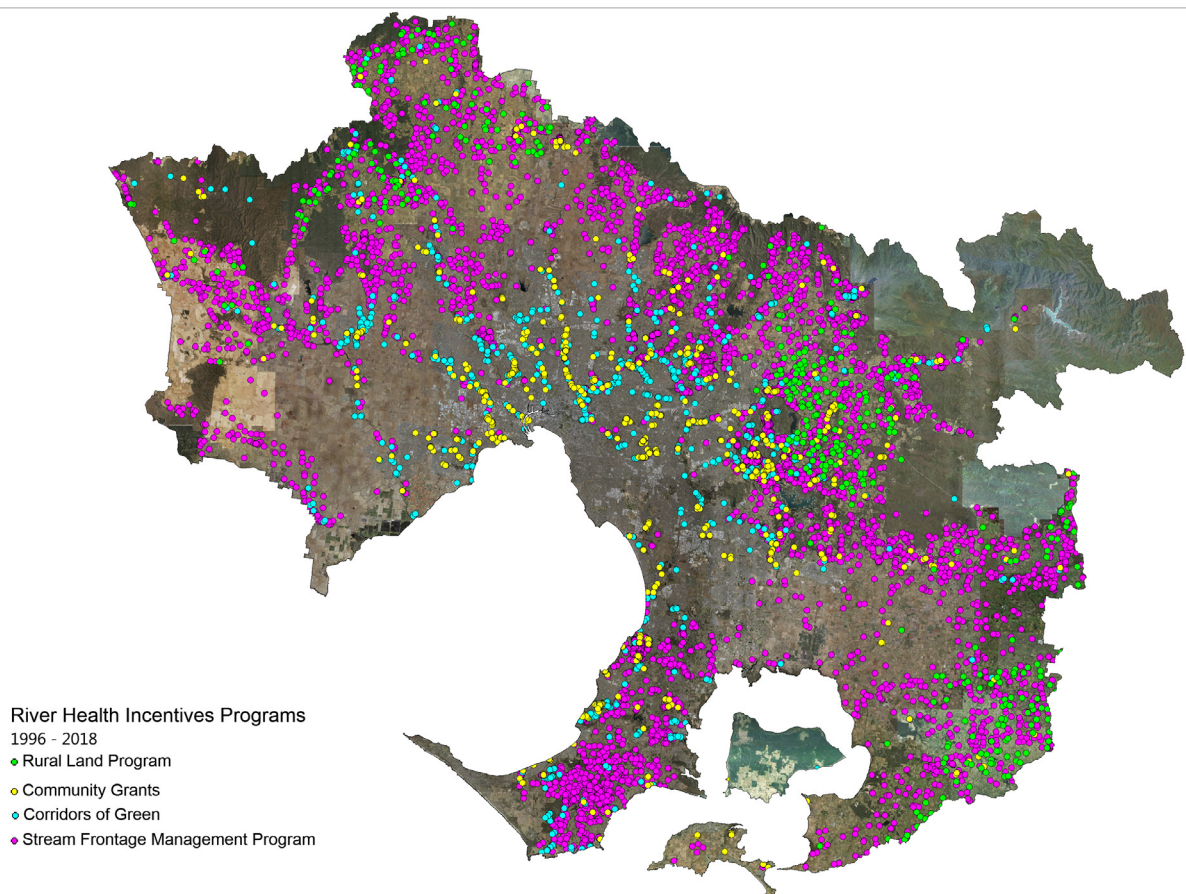 River Health Incentives Programs
1996 - 2018
Rural Land Program
Community Grants
Corridors of Green
Stream Frontage Management Program